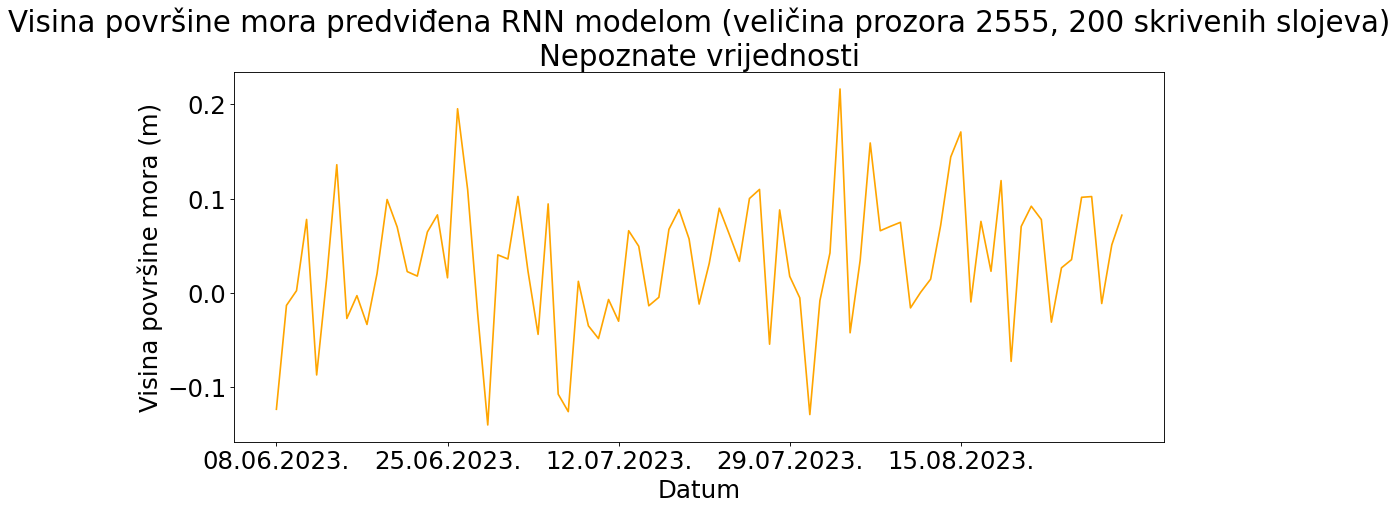 Visina površine mora predviđena RNN modelom (veličina prozora 2555, 200 skrivenih slojeva)
Nepoznate vrijednosti
Visina površine mora (m)
0.2
0.1
0.0
−0.1
08.06.2023. 25.06.2023. 12.07.2023. 29.07.2023. 15.08.2023.
Datum